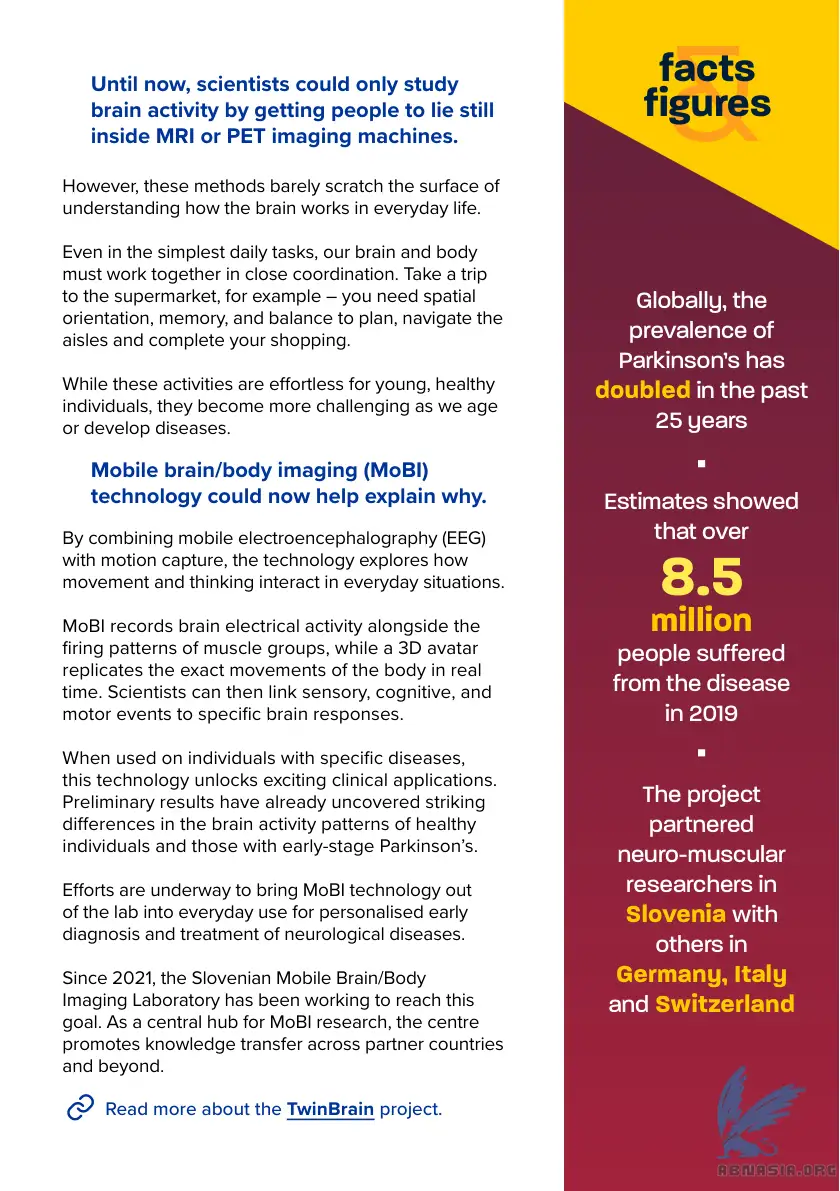 Until now, scientists could only study
brain activity by getting people to lie still
inside MRI or PET imaging machines.
However, these methods barely scratch the surface of
understanding how the brain works in everyday life.
Even in the simplest daily tasks, our brain and body
must work together in close coordination. Take a trip
to the supermarket, for example – you need spatial
orientation, memory, and balance to plan, navigate the
aisles and complete your shopping.
While these activities are effortless for young, healthy
individuals, they become more challenging as we age
or develop diseases.
Mobile brain/body imaging (MoBI)
technology could now help explain why.
By combining mobile electroencephalography (EEG)
with motion capture, the technology explores how
movement and thinking interact in everyday situations.
MoBI records brain electrical activity alongside the
firing patterns of muscle groups, while a 3D avatar
replicates the exact movements of the body in real
time. Scientists can then link sensory, cognitive, and
motor events to specific brain responses.
When used on individuals with specific diseases,
this technology unlocks exciting clinical applications.
Preliminary results have already uncovered striking
differences in the brain activity patterns of healthy
individuals and those with early-stage Parkinson's.
Efforts are underway to bring MoBI technology out
of the lab into everyday use for personalised early
diagnosis and treatment of neurological diseases.
Since 2021, the Slovenian Mobile Brain/Body
Imaging Laboratory has been working to reach this
goal. As a central hub for MoBI research, the centre
promotes knowledge transfer across partner countries
and beyond.
Read more about the TwinBrain project.
facts
&
figures
Globally, the
prevalence of
Parkinson's has
doubled in the past
25 years
Estimates showed
that over
8.5
million
people suffered
from the disease
in 2019
The project
partnered
neuro-muscular
researchers in
Slovenia with
others in
Germany, Italy
and Switzerland
ABNASIA.ORG